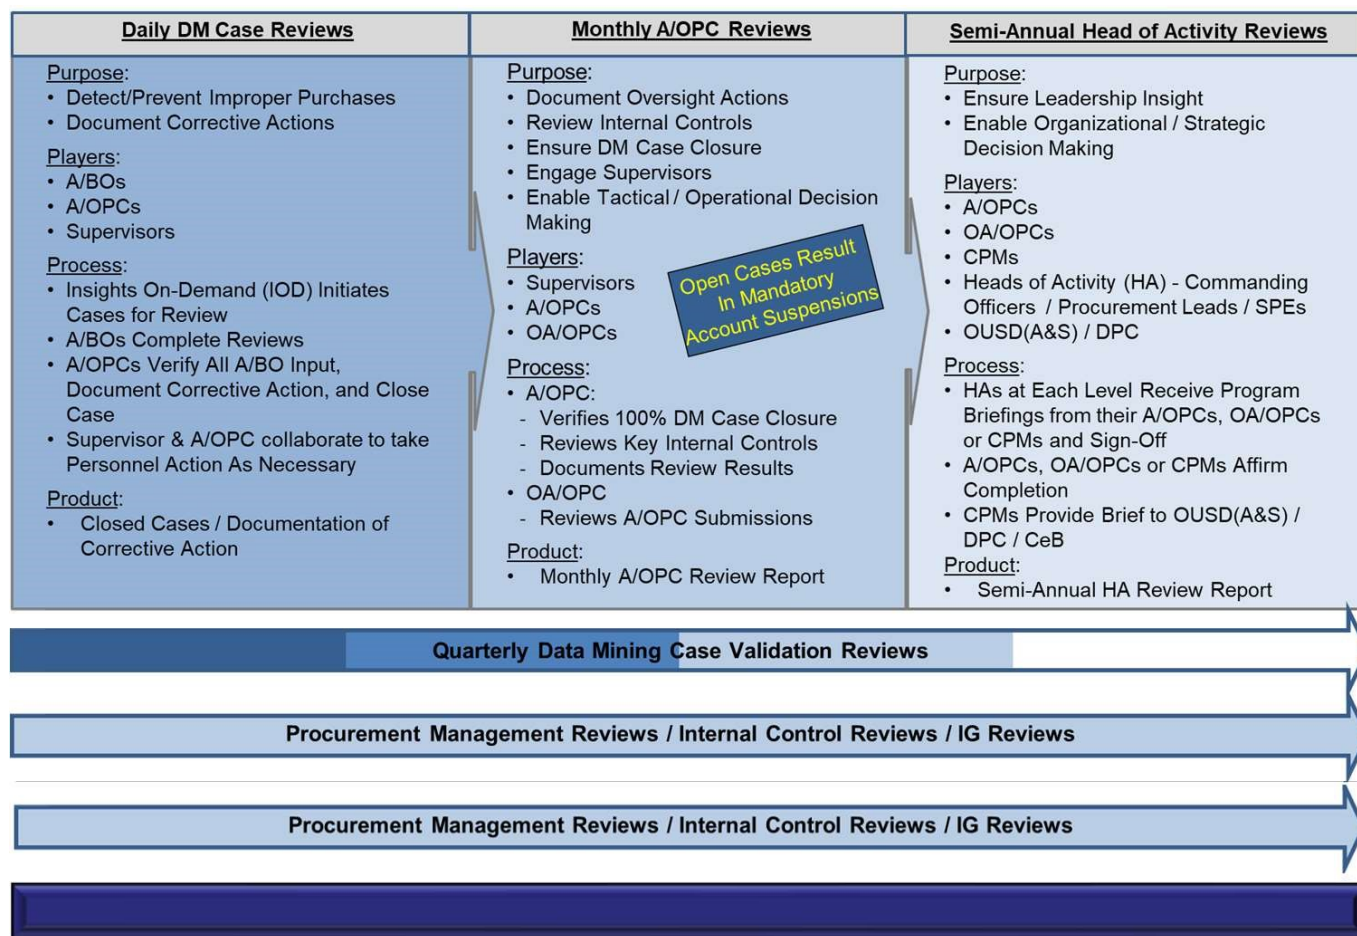 Daily DM Case Reviews
Purpose:
• Detect/Prevent Improper Purchases
• Document Corrective Actions
Players:
• A/BOs
• A/OPCs
• Supervisors
Process:
• Insights On-Demand (IOD) Initiates
Cases for Review
• A/BOs Complete Reviews
• A/OPCs Verify All A/BO Input,
Document Corrective Action, and Close
Case
• Supervisor & A/OPC collaborate to take
Personnel Action As Necessary
Product:
• Closed Cases / Documentation of
Corrective Action
Monthly A/OPC Reviews
Purpose:
• Document Oversight Actions
• Review Internal Controls
• Ensure DM Case Closure
• Engage Supervisors
• Enable Tactical / Operational Decision
Making
Players:
• Supervisors
• A/OPCs
• OA/OPCs
Open Cases Result
In Mandatory
Account Suspensions
Process:
• A/OPC:
- Verifies 100% DM Case Closure
- Reviews Key Internal Controls
- Documents Review Results
• OA/OPC
- Reviews A/OPC Submissions
Product:
• Monthly A/OPC Review Report
Semi-Annual Head of Activity Reviews
Purpose:
• Ensure Leadership Insight
• Enable Organizational / Strategic
Decision Making
Players:
• A/OPCs
• OA/OPCs
• CPMs
• Heads of Activity (HA) - Commanding
Officers / Procurement Leads / SPEs
• OUSD(A&S) / DPC
Process:
• HAs at Each Level Receive Program
Briefings from their A/OPCs, OA/OPCs
or CPMs and Sign-Off
• A/OPCs, OA/OPCs or CPMs Affirm
Completion
• CPMs Provide Brief to OUSD(A&S) /
DPC / CeB
Product:
• Semi-Annual HA Review Report
Quarterly Data Mining Case Validation Reviews
Procurement Management Reviews / Internal Control Reviews / IG Reviews
Procurement Management Reviews / Internal Control Reviews / IG Reviews